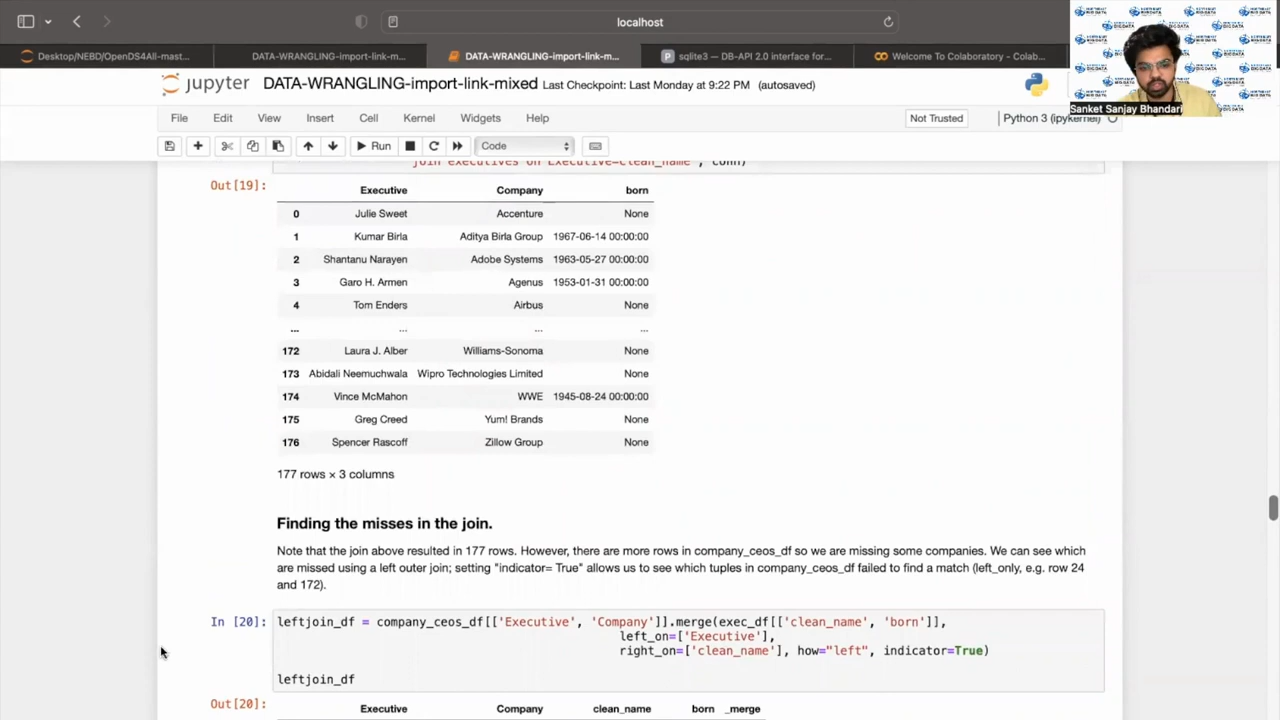 localhost
Desktop/NEBD/OpenDS4All-mast...
DATA-WRANGLING-import-link-m...
DATA-WRANGLING-import-link-m...
sqlite3 — DB-API 2.0 interface for...
Welcome To Colaboratory - Colab...
Sanket Sanjay Bhandari
jupyter DATA-WRANGLING-import-link-mixed Last Checkpoint: Last Monday at 9:22 PM (autosaved)
File Edit View Insert Cell Kernel Widgets Help
Not Trusted Python 3 (ipykernel)
Run Code
join executives on Executive=clean_name", conn)
Out[19]:
Executive Company born
0 Julie Sweet Accenture None
1 Kumar Birla Aditya Birla Group 1967-06-14 00:00:00
2 Shantanu Narayen Adobe Systems 1963-05-27 00:00:00
3 Garo H. Armen Agenus 1953-01-31 00:00:00
4 Tom Enders Airbus None
... ... ... ...
172 Laura J. Alber Williams-Sonoma None
173 Abidali Neemuchwala Wipro Technologies Limited None
174 Vince McMahon WWE 1945-08-24 00:00:00
175 Greg Creed Yum! Brands None
176 Spencer Rascoff Zillow Group None
177 rows × 3 columns
Finding the misses in the join.
Note that the join above resulted in 177 rows. However, there are more rows in company_ceos_df so we are missing some companies. We can see which
are missed using a left outer join; setting "indicator= True" allows us to see which tuples in company_ceos_df failed to find a match (left_only, e.g. row 24
and 172).
In [20]: leftjoin_df = company_ceos_df[['Executive', 'Company']].merge(exec_df[['clean_name', 'born']],
left_on=['Executive'],
right_on=['clean_name'], how="left", indicator=True)
leftjoin_df
Out[20]:
Executive Company clean_name born _merge